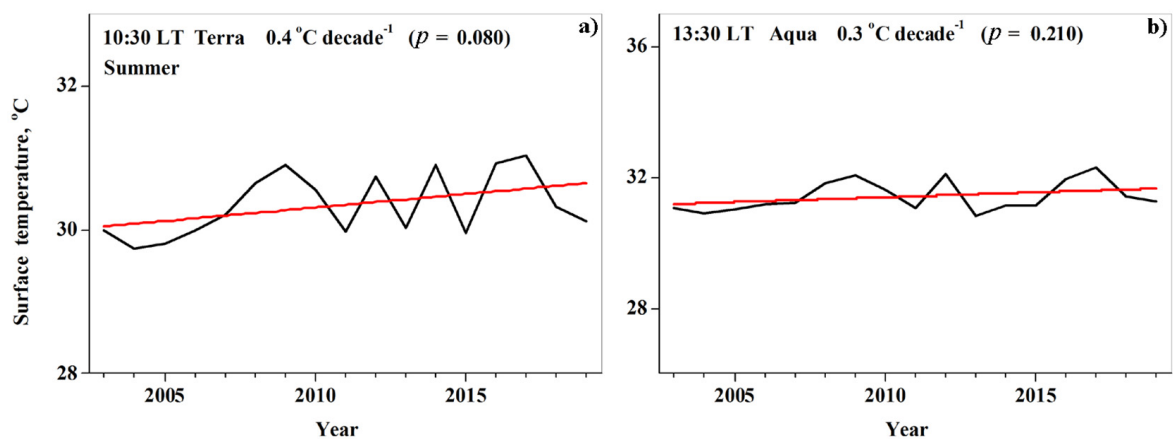 10:30 LT Terra 0.4 °C decade⁻¹ (p = 0.080)
a)
Summer
32
30
28
Surface temperature, °C
2005 2010 2015
Year
13:30 LT Aqua 0.3 °C decade⁻¹ (p = 0.210)
b)
36
32
28
2005 2010 2015
Year